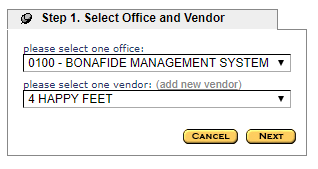 Step 1. Select Office and Vendor
please select one office:
0100 - BONAFIDE MANAGEMENT SYSTEM
please select one vendor: (add new vendor)
4 HAPPY FEET
CANCEL NEXT